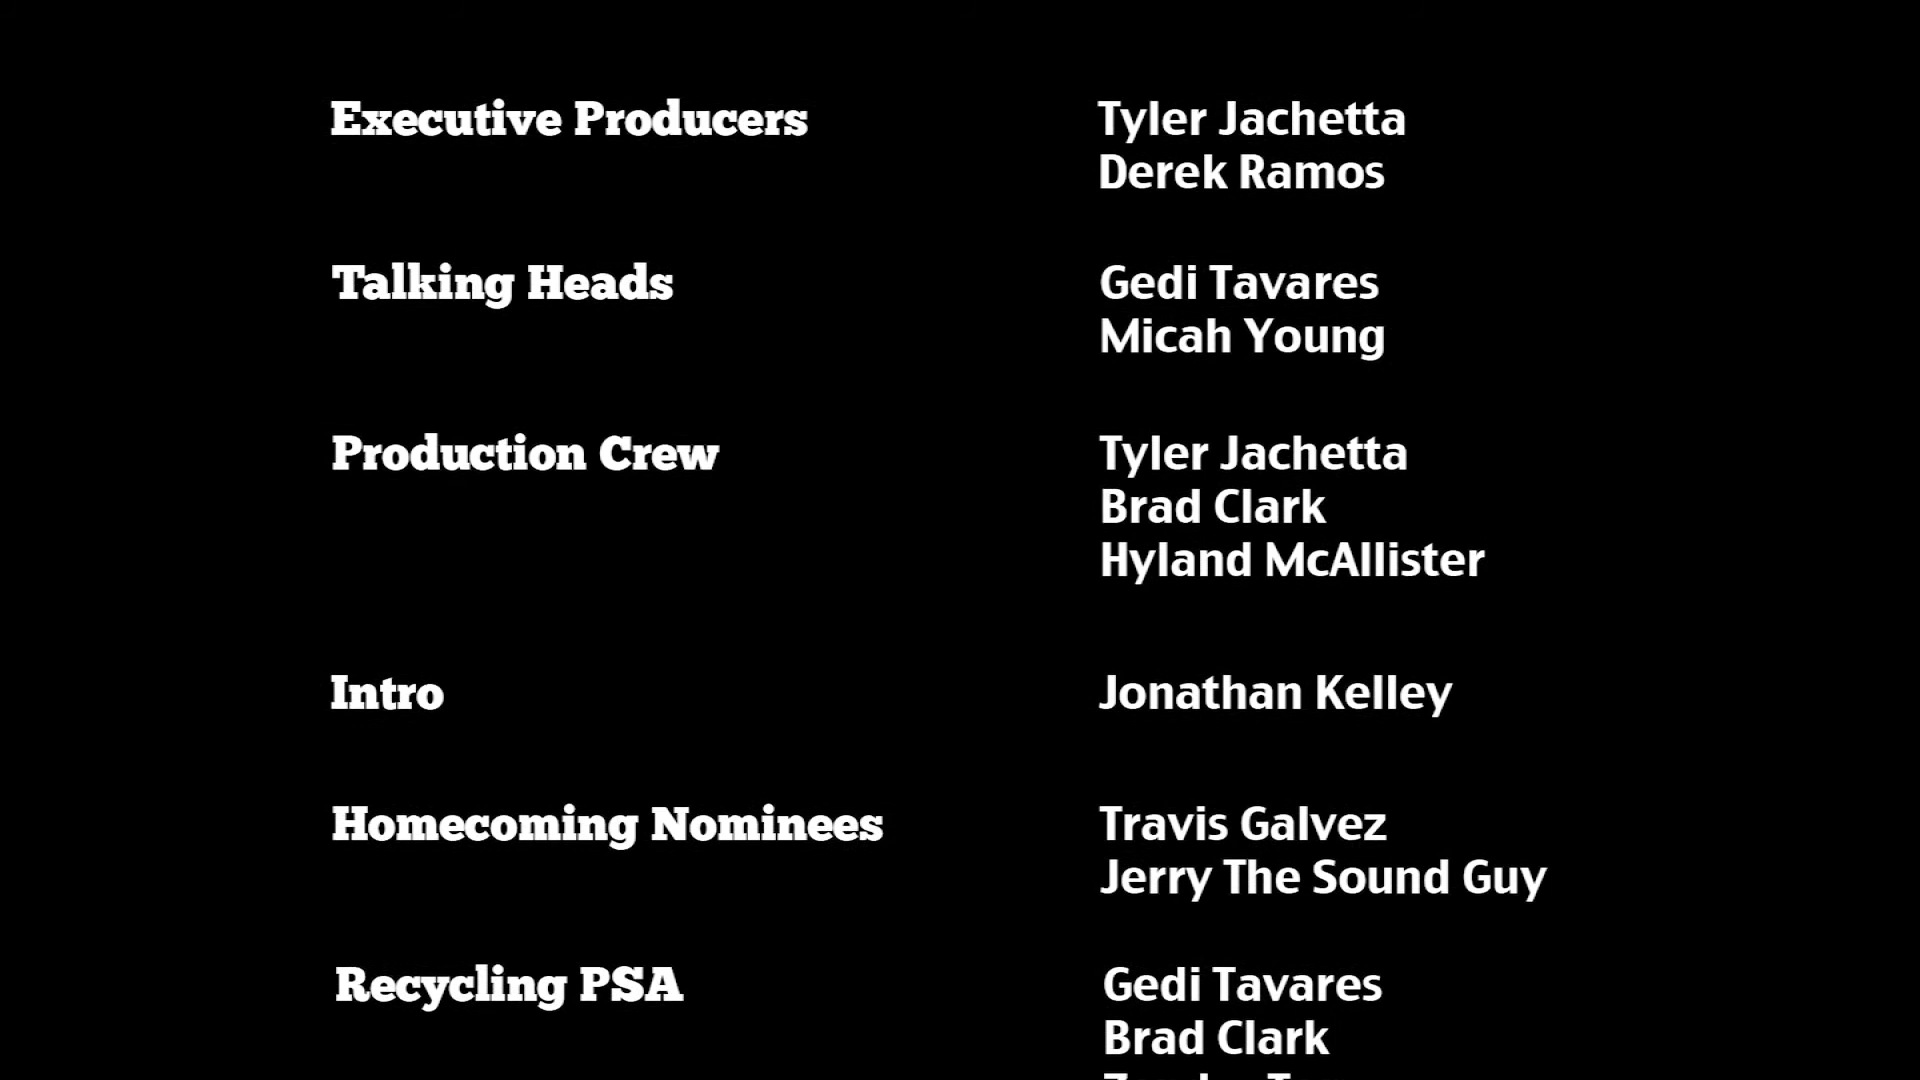 Executive Producers Tyler Jachetta
Derek Ramos
Talking Heads Gedi Tavares
Micah Young
Production Crew Tyler Jachetta
Brad Clark
Hyland McAllister
Intro Jonathan Kelley
Homecoming Nominees Travis Galvez
Jerry The Sound Guy
Recycling PSA Gedi Tavares
Brad Clark